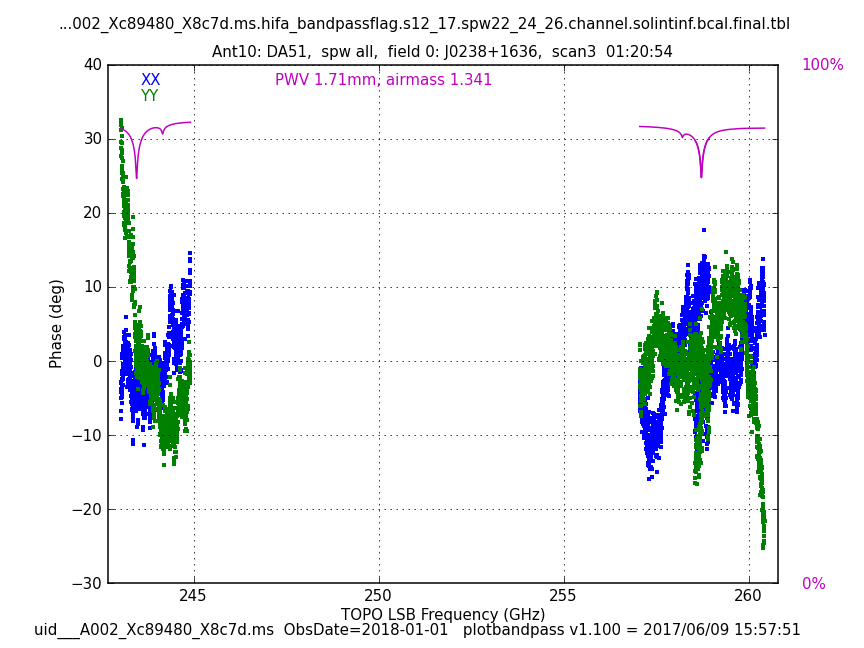 ...002_Xc89480_X8c7d.ms.hifa_bandpassflag.s12_17.spw22_24_26.channel.solintinf.bcal.final.tbl
Ant10: DA51,  spw all,  field 0: J0238+1636,  scan3  01:20:54
40
100%
XX
PWV 1.71mm, airmass 1.341
YY
30
20
10
Phase (deg)
0
−10
−20
−30
0%
245
250
255
260
TOPO LSB Frequency (GHz)
uid___A002_Xc89480_X8c7d.ms  ObsDate=2018-01-01   plotbandpass v1.100 = 2017/06/09 15:57:51